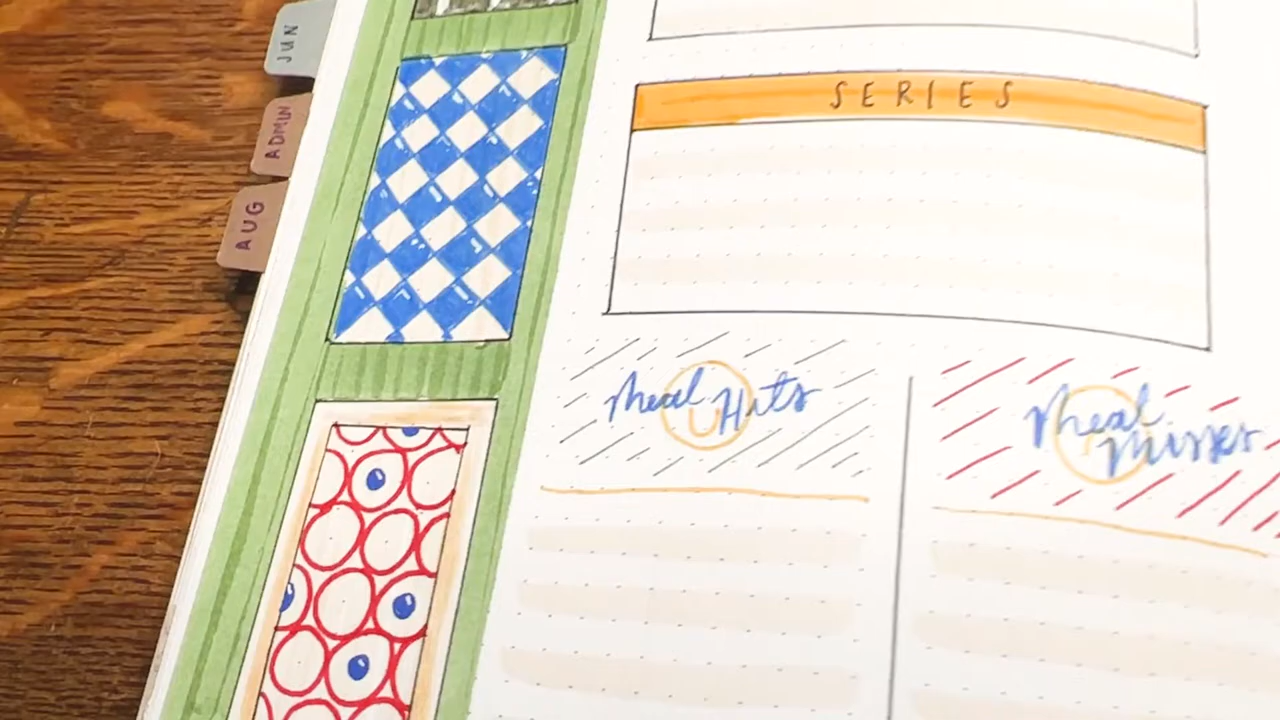 JUN
ADMIN
AUG
SERIES
Meal Hits
Meal
Misses